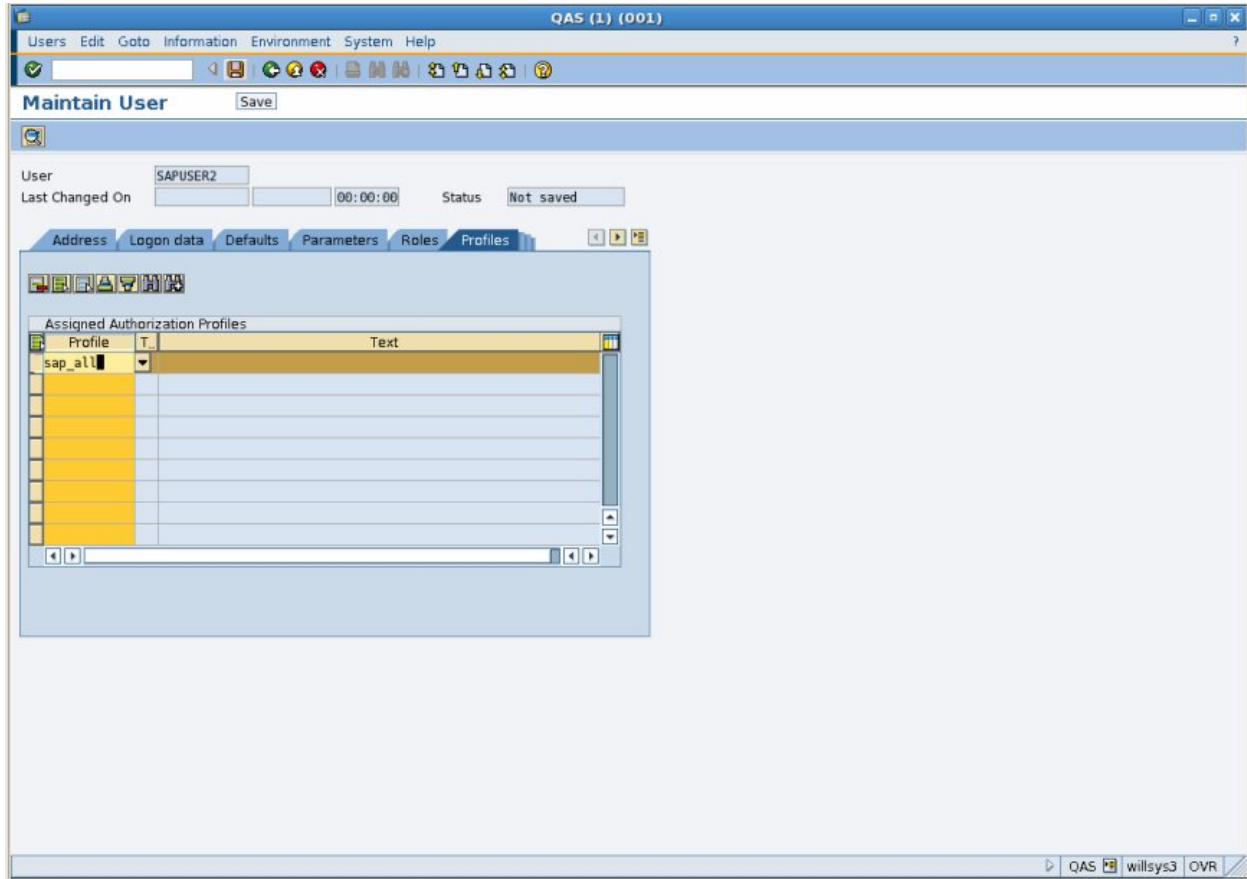 QAS (1) (001)
Users Edit Goto Information Environment System Help ?
Maintain User Save
User SAPUSER2
Last Changed On 00:00:00 Status Not saved
Address Logon data Defaults Parameters Roles Profiles
Assigned Authorization Profiles
Profile T.. Text
sap_all
QAS willsys3 OVR